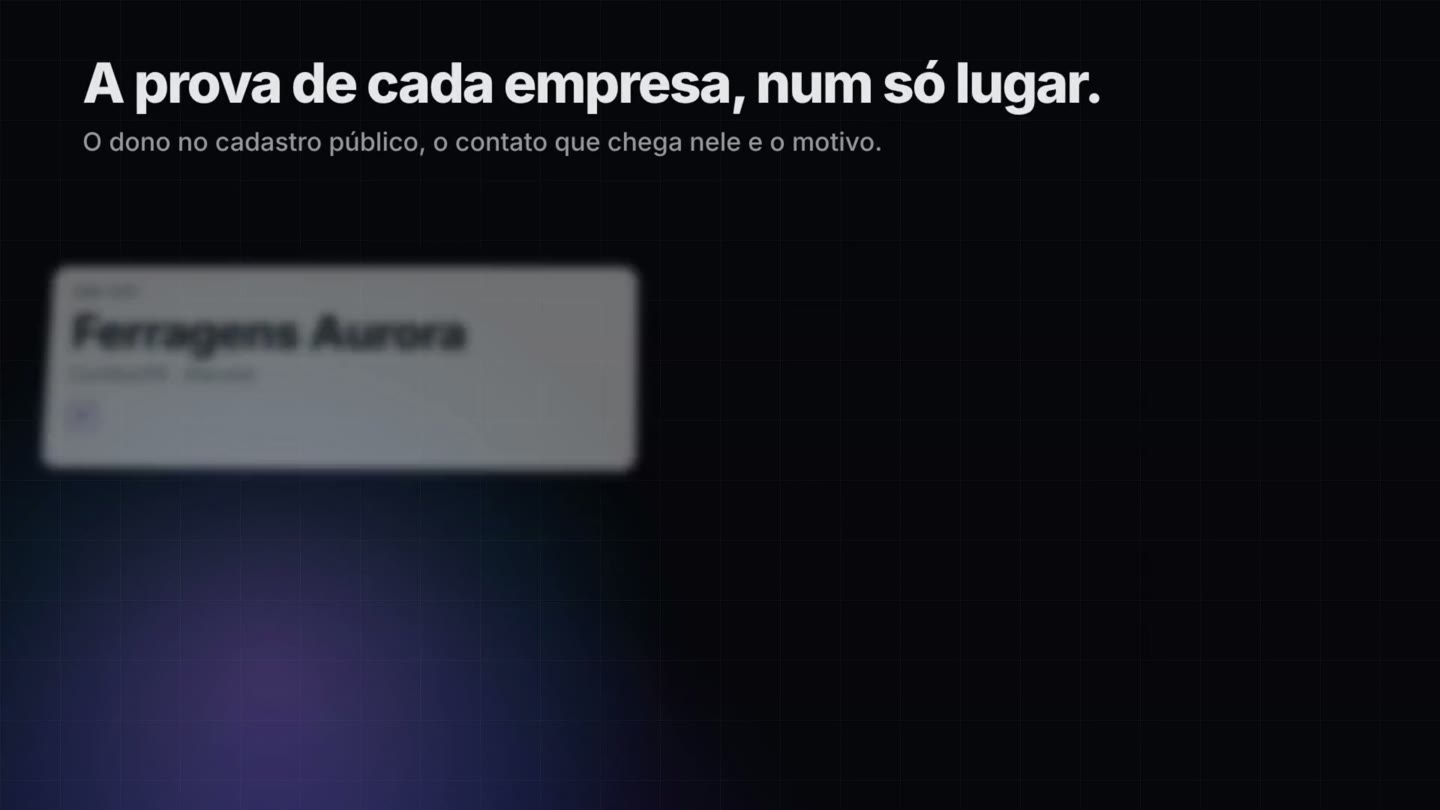 A prova de cada empresa, num só lugar.
O dono no cadastro público, o contato que chega nele e o motivo.
Ferragens Aurora